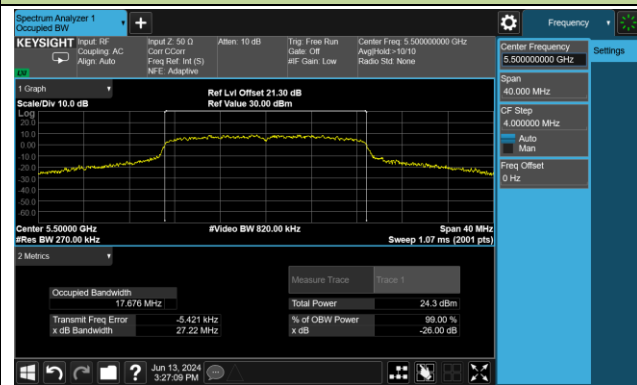 Spectrum Analyzer 1
Occupied BW
Frequency
KEYSIGHT
Input: RF
Coupling: AC
Align: Auto
Input Z: 50 Ω
Corr CCorr
Freq Ref: Int (S)
NFE: Adaptive
Atten: 10 dB
Trig: Free Run
Gate: Off
#IF Gain: Low
Center Freq: 5.500000000 GHz
Avg|Hold:>10/10
Radio Std: None
Center Frequency
5.500000000 GHz
Settings
Span
40.000 MHz
CF Step
4.000000 MHz
Auto
Man
Freq Offset
0 Hz
1 Graph
Scale/Div 10.0 dB
Ref Lvl Offset 21.30 dB
Ref Value 30.00 dBm
Log
20.0
10.0
0.00
-10.0
-20.0
-30.0
-40.0
-50.0
-60.0
Center 5.50000 GHz
#Video BW 820.00 kHz
Span 40 MHz
#Res BW 270.00 kHz
Sweep 1.07 ms (2001 pts)
2 Metrics
Measure Trace
Trace 1
Occupied Bandwidth
17.676 MHz
Total Power
24.3 dBm
Transmit Freq Error
-5.421 kHz
% of OBW Power
99.00 %
x dB Bandwidth
27.22 MHz
x dB
-26.00 dB
Jun 13, 2024
3:27:09 PM